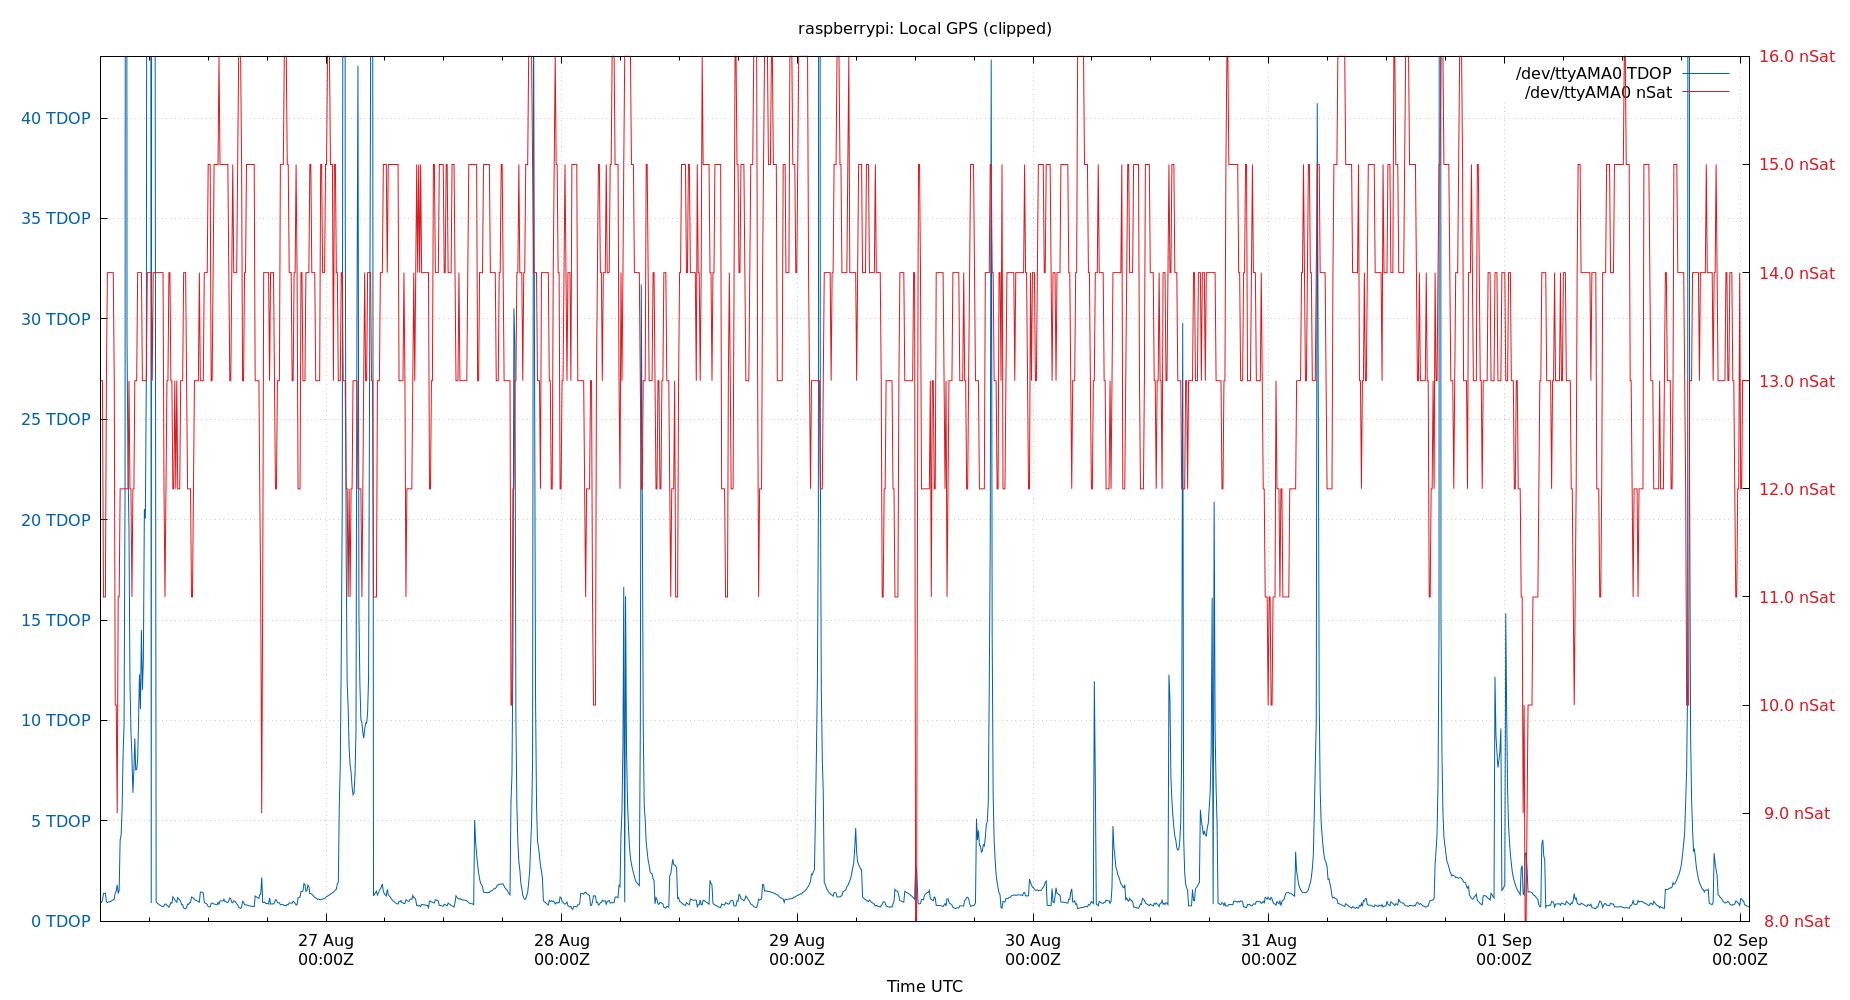 raspberrypi: Local GPS (clipped)
/dev/ttyAMA0 TDOP
/dev/ttyAMA0 nSat
40 TDOP
35 TDOP
30 TDOP
25 TDOP
20 TDOP
15 TDOP
10 TDOP
5 TDOP
0 TDOP
16.0 nSat
15.0 nSat
14.0 nSat
13.0 nSat
12.0 nSat
11.0 nSat
10.0 nSat
9.0 nSat
8.0 nSat
27 Aug
00:00Z
28 Aug
00:00Z
29 Aug
00:00Z
30 Aug
00:00Z
31 Aug
00:00Z
01 Sep
00:00Z
02 Sep
00:00Z
Time UTC